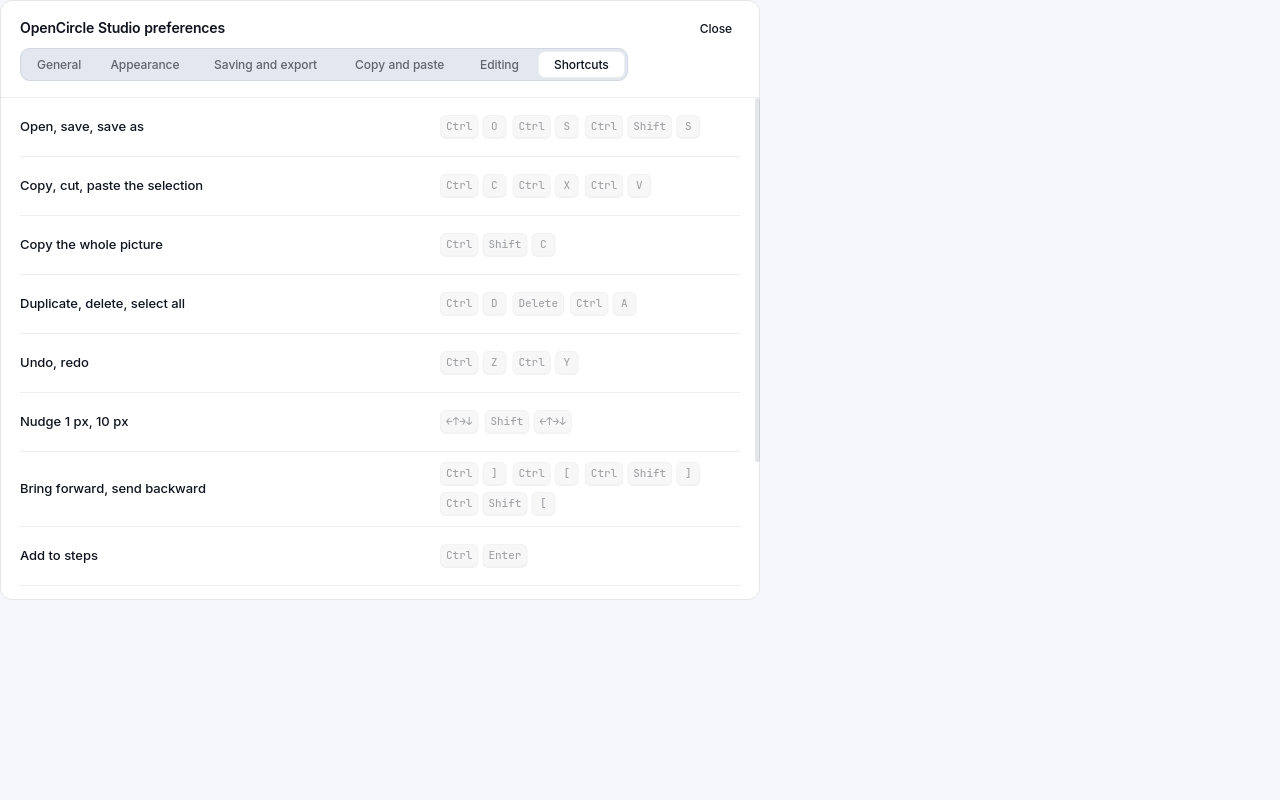 OpenCircle Studio preferences Close
General Appearance Saving and export Copy and paste Editing Shortcuts
Open, save, save as Ctrl O Ctrl S Ctrl Shift S
Copy, cut, paste the selection Ctrl C Ctrl X Ctrl V
Copy the whole picture Ctrl Shift C
Duplicate, delete, select all Ctrl D Delete Ctrl A
Undo, redo Ctrl Z Ctrl Y
Nudge 1 px, 10 px ←↑→↓ Shift ←↑→↓
Bring forward, send backward Ctrl ] Ctrl [ Ctrl Shift ]
Ctrl Shift [
Add to steps Ctrl Enter